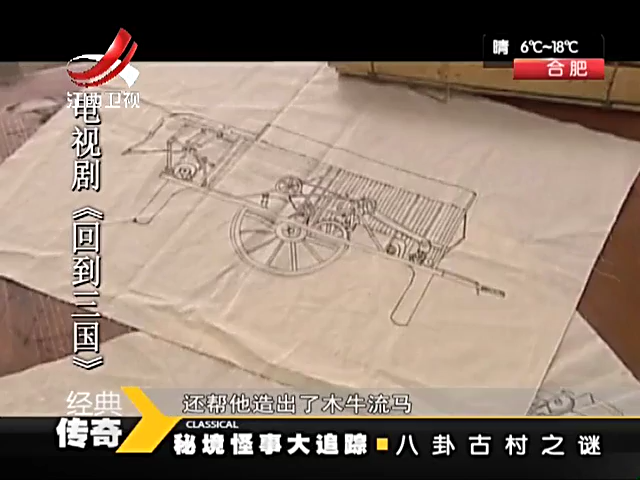 晴 6℃~18℃
合肥
江西卫视
电视剧《回到三国》
还帮他造出了木牛流马
经典
传奇
CLASSICAL
秘境怪事大追踪 八卦古村之谜